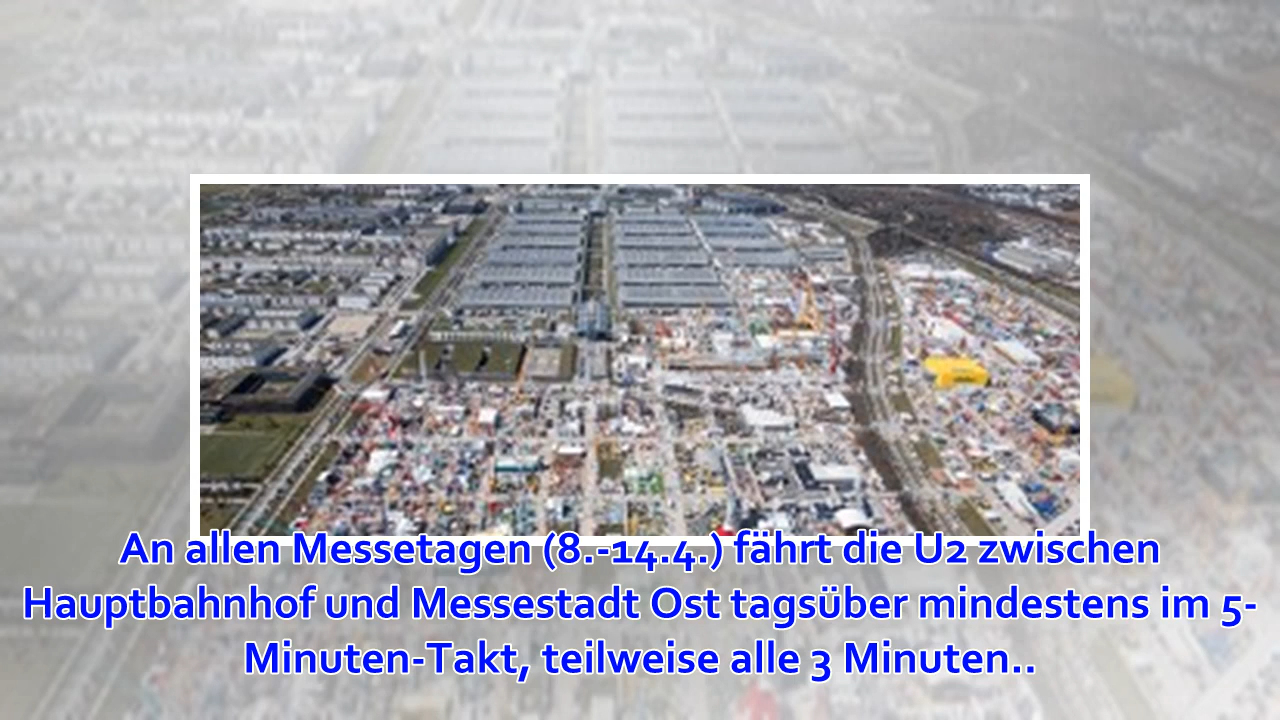 An allen Messetagen (8.-14.4.) fährt die U2 zwischen
Hauptbahnhof und Messestadt Ost tagsüber mindestens im 5-
Minuten-Takt, teilweise alle 3 Minuten..